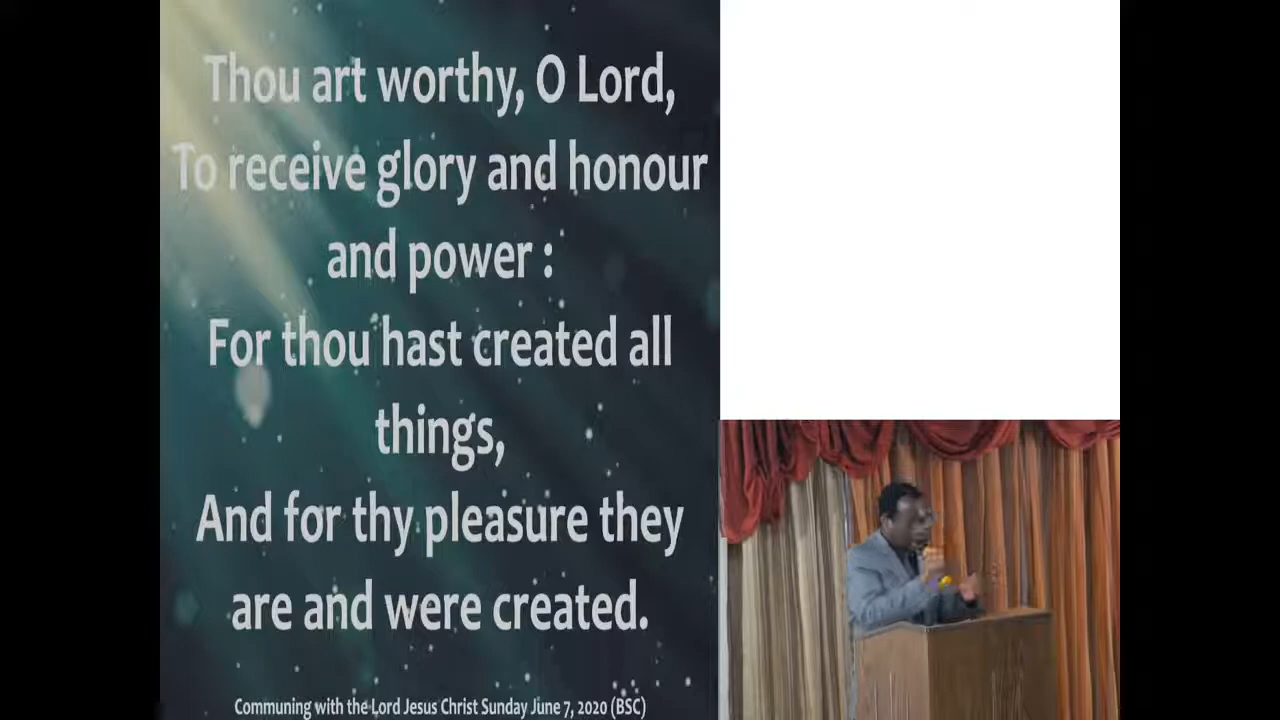 Thou art worthy, O Lord,
To receive glory and honour
and power :
For thou hast created all
things,
And for thy pleasure they
are and were created.
Communing with the Lord Jesus Christ Sunday June 7, 2020 (BSC)